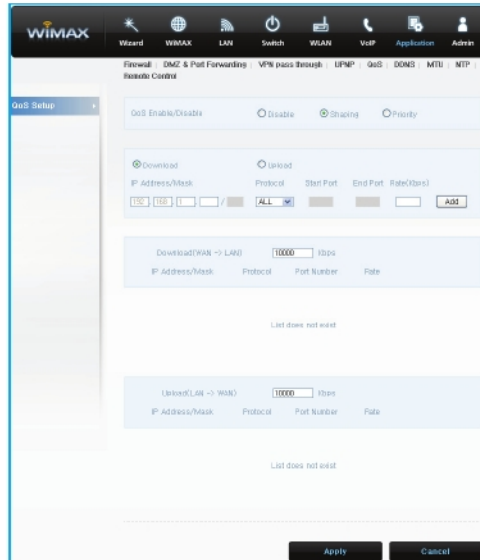 WiMAX
Wizard WiMAX LAN Switch WLAN VoIP Application Admin
Firewall | DMZ & Port Forwarding | VPN pass through | UPNP | QoS | DDNS | MTU | NTP |
Remote Control
QoS Setup
QoS Enable/Disable Disable Shaping Priority
Download Upload
IP Address/Mask Protocol Start Port End Port Rate(Kbps)
192 . 168 . 1 . / ALL Add
Download(WAN -> LAN) 10000 Kbps
IP Address/Mask Protocol Port Number Rate
List does not exist
Upload(LAN -> WAN) 10000 Kbps
IP Address/Mask Protocol Port Number Rate
List does not exist
Apply Cancel